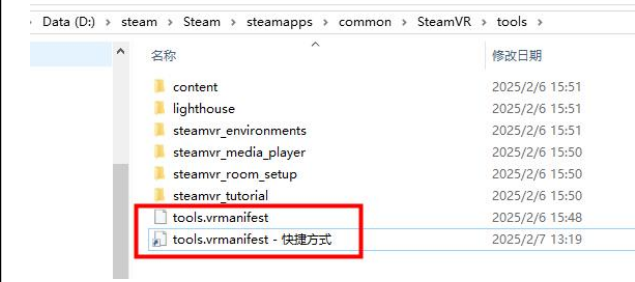 Data (D:) > steam > Steam > steamapps > common > SteamVR > tools >
名称 修改日期
content 2025/2/6 15:51
lighthouse 2025/2/6 15:51
steamvr_environments 2025/2/6 15:51
steamvr_media_player 2025/2/6 15:50
steamvr_room_setup 2025/2/6 15:50
steamvr_tutorial 2025/2/6 15:50
tools.vrmanifest 2025/2/6 15:48
tools.vrmanifest - 快捷方式 2025/2/7 13:19